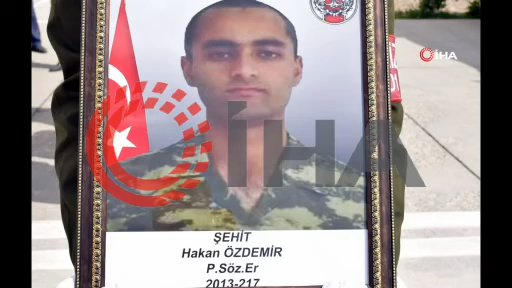 İHA
İHA
ŞEHİT
Hakan ÖZDEMİR
P.Söz.Er
2013-217